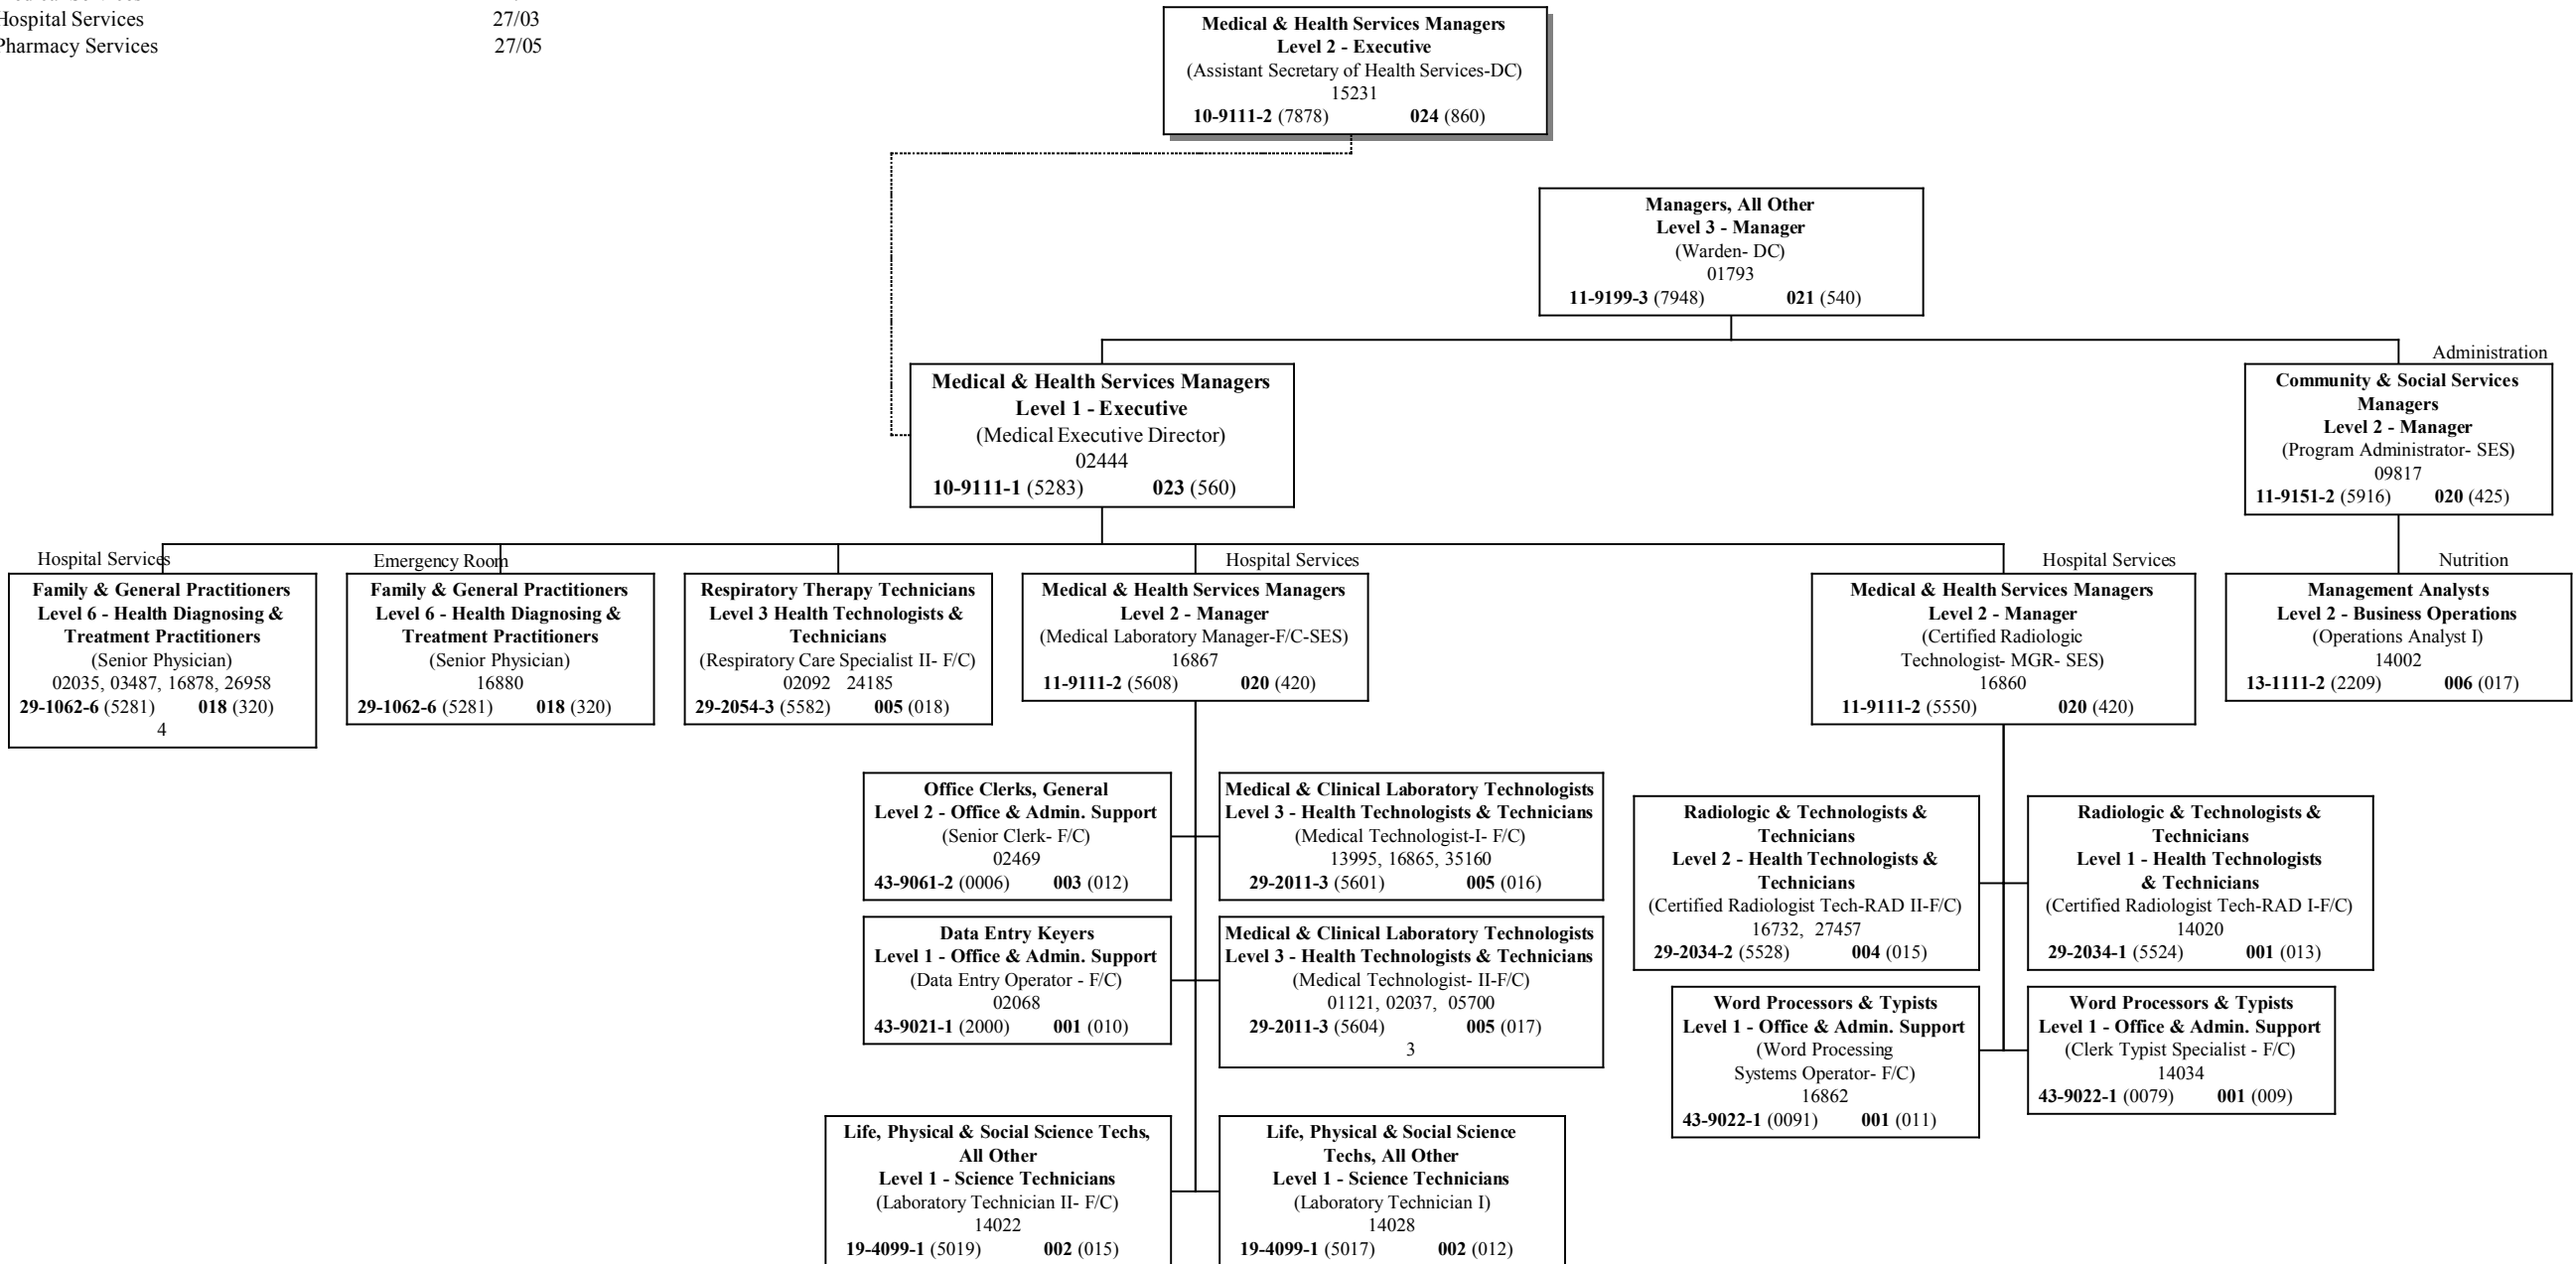 Hospital Services 27/03
Pharmacy Services 27/05
Medical & Health Services Managers
Level 2 - Executive
(Assistant Secretary of Health Services-DC)
15231
10-9111-2 (7878) 024 (860)
Managers, All Other
Level 3 - Manager
(Warden- DC)
01793
11-9199-3 (7948) 021 (540)
Medical & Health Services Managers
Level 1 - Executive
(Medical Executive Director)
02444
10-9111-1 (5283) 023 (560)
Administration
Community & Social Services
Managers
Level 2 - Manager
(Program Administrator- SES)
09817
11-9151-2 (5916) 020 (425)
Hospital Services
Family & General Practitioners
Level 6 - Health Diagnosing &
Treatment Practitioners
(Senior Physician)
02035, 03487, 16878, 26958
29-1062-6 (5281) 018 (320)
4
Emergency Room
Family & General Practitioners
Level 6 - Health Diagnosing &
Treatment Practitioners
(Senior Physician)
16880
29-1062-6 (5281) 018 (320)
Respiratory Therapy Technicians
Level 3 Health Technologists &
Technicians
(Respiratory Care Specialist II- F/C)
02092 24185
29-2054-3 (5582) 005 (018)
Hospital Services
Medical & Health Services Managers
Level 2 - Manager
(Medical Laboratory Manager-F/C-SES)
16867
11-9111-2 (5608) 020 (420)
Hospital Services
Medical & Health Services Managers
Level 2 - Manager
(Certified Radiologic
Technologist- MGR- SES)
16860
11-9111-2 (5550) 020 (420)
Nutrition
Management Analysts
Level 2 - Business Operations
(Operations Analyst I)
14002
13-1111-2 (2209) 006 (017)
Office Clerks, General
Level 2 - Office & Admin. Support
(Senior Clerk- F/C)
02469
43-9061-2 (0006) 003 (012)
Medical & Clinical Laboratory Technologists
Level 3 - Health Technologists & Technicians
(Medical Technologist-I- F/C)
13995, 16865, 35160
29-2011-3 (5601) 005 (016)
Data Entry Keyers
Level 1 - Office & Admin. Support
(Data Entry Operator - F/C)
02068
43-9021-1 (2000) 001 (010)
Medical & Clinical Laboratory Technologists
Level 3 - Health Technologists & Technicians
(Medical Technologist- II-F/C)
01121, 02037, 05700
29-2011-3 (5604) 005 (017)
3
Life, Physical & Social Science Techs,
All Other
Level 1 - Science Technicians
(Laboratory Technician II- F/C)
14022
19-4099-1 (5019) 002 (015)
Life, Physical & Social Science
Techs, All Other
Level 1 - Science Technicians
(Laboratory Technician I)
14028
19-4099-1 (5017) 002 (012)
Radiologic & Technologists &
Technicians
Level 2 - Health Technologists &
Technicians
(Certified Radiologist Tech-RAD II-F/C)
16732, 27457
29-2034-2 (5528) 004 (015)
Radiologic & Technologists &
Technicians
Level 1 - Health Technologists
& Technicians
(Certified Radiologist Tech-RAD I-F/C)
14020
29-2034-1 (5524) 001 (013)
Word Processors & Typists
Level 1 - Office & Admin. Support
(Word Processing
Systems Operator- F/C)
16862
43-9022-1 (0091) 001 (011)
Word Processors & Typists
Level 1 - Office & Admin. Support
(Clerk Typist Specialist - F/C)
14034
43-9022-1 (0079) 001 (009)